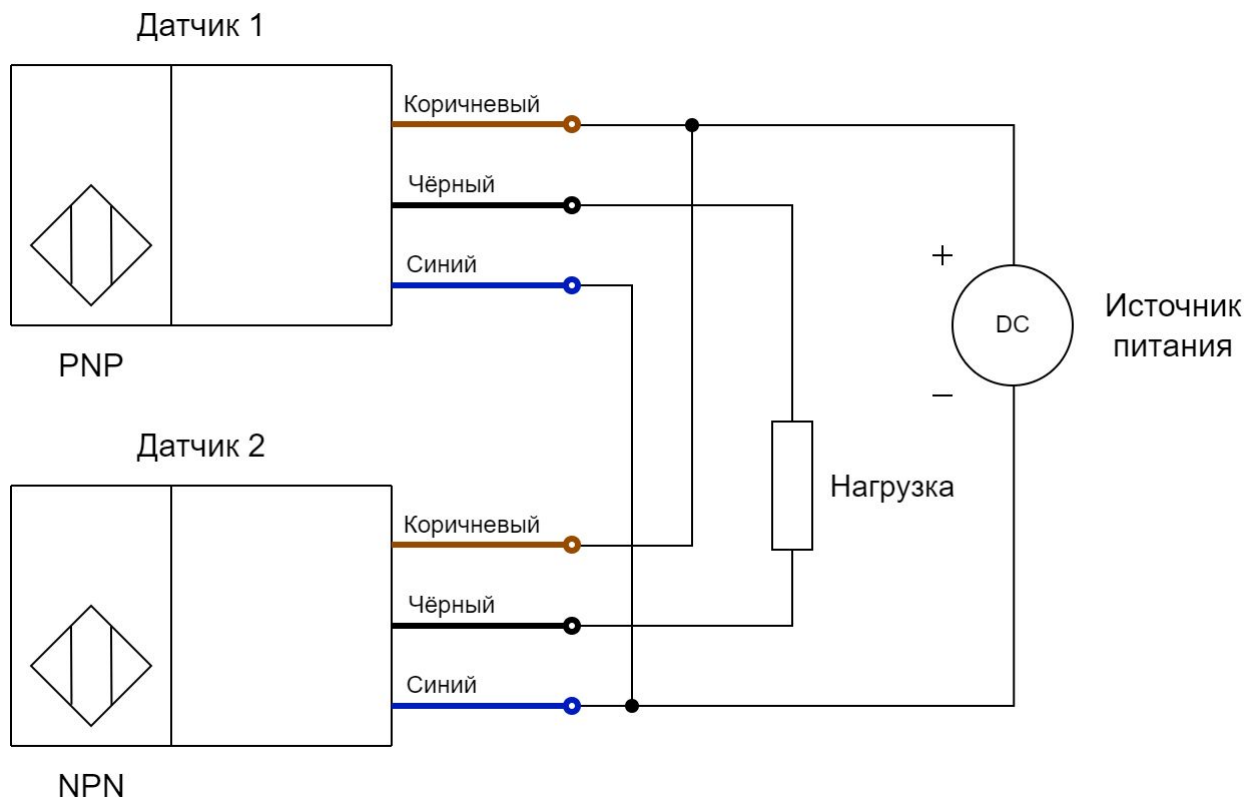 Датчик 1
Коричневый
Чёрный
Синий
PNP
+
DC
−
Источник
питания
Датчик 2
Нагрузка
Коричневый
Чёрный
Синий
NPN